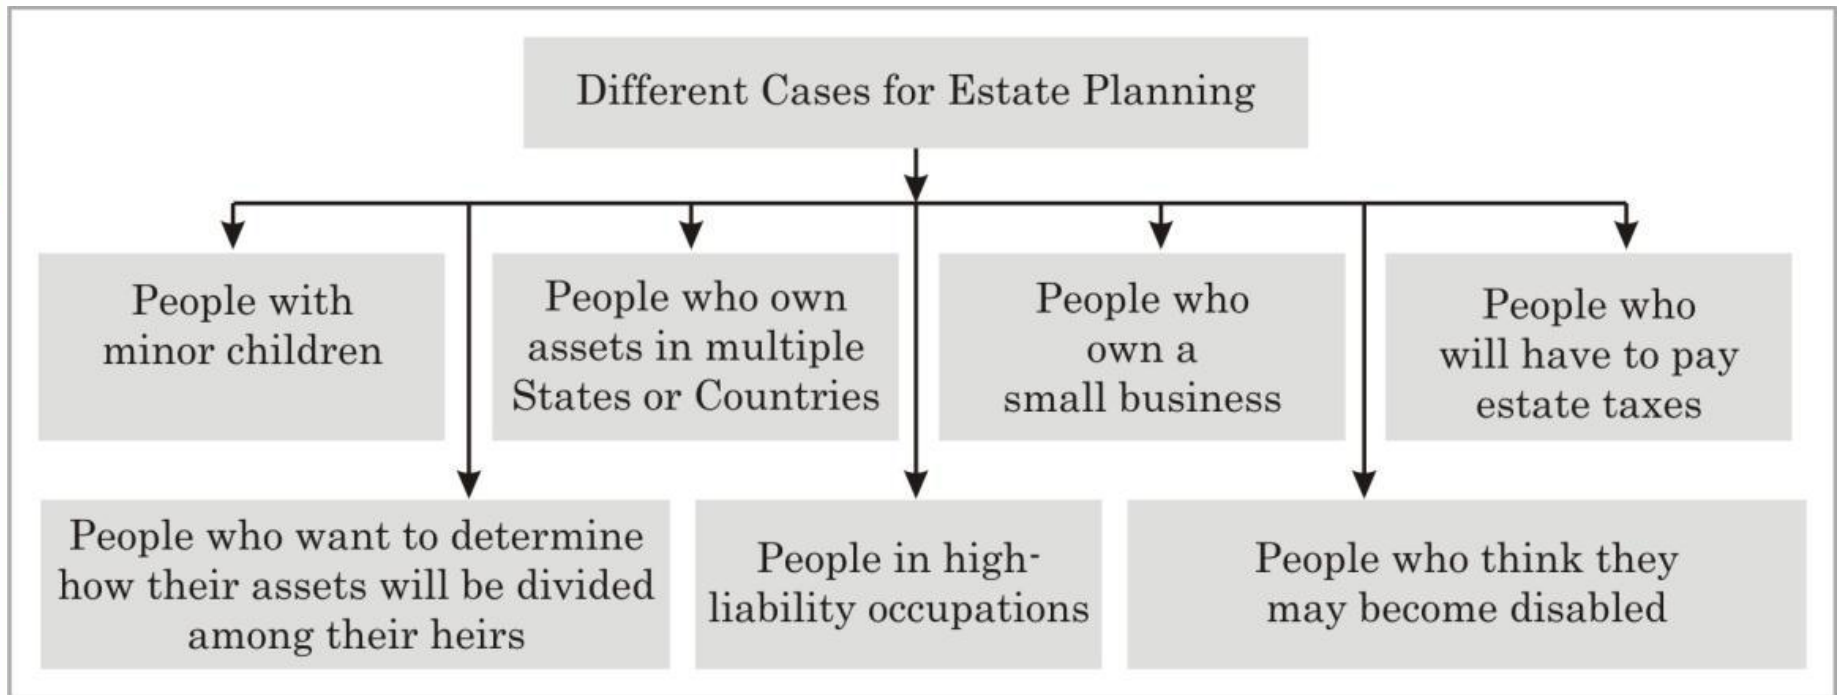 Different Cases for Estate Planning
People with
minor children
People who own
assets in multiple
States or Countries
People who
own a
small business
People who
will have to pay
estate taxes
People who want to determine
how their assets will be divided
among their heirs
People in high-
liability occupations
People who think they
may become disabled